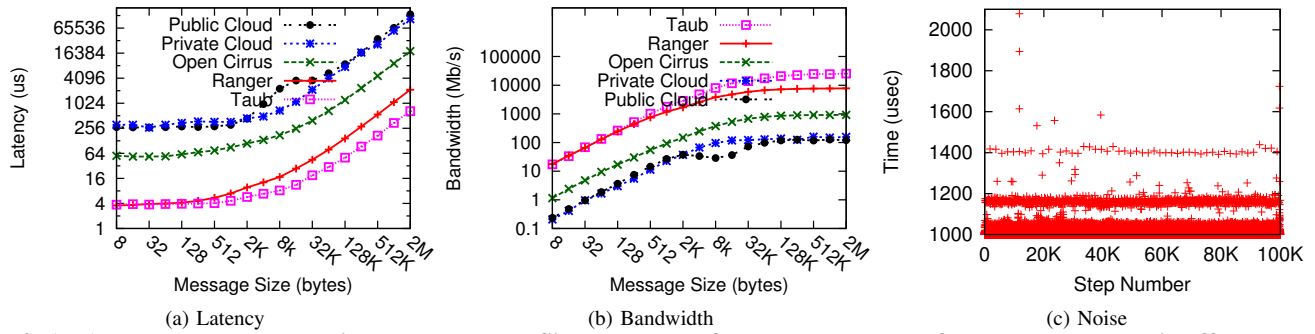 65536
16384
4096
1024
256
64
16
4
1
Latency (us)
Public Cloud
Private Cloud
Open Cirrus
Ranger
Taub
8
32
128
512
2K
8k
32K
128K
512K
2M
Message Size (bytes)
(a) Latency
100000
10000
1000
100
10
1
0.1
Bandwidth (Mb/s)
Taub
Ranger
Open Cirrus
Private Cloud
Public Cloud
8
32
128
512
2K
8k
32K
128K
512K
2M
Message Size (bytes)
(b) Bandwidth
2000
1800
1600
1400
1200
1000
Time (usec)
0
20K
40K
60K
80K
100K
Step Number
(c) Noise